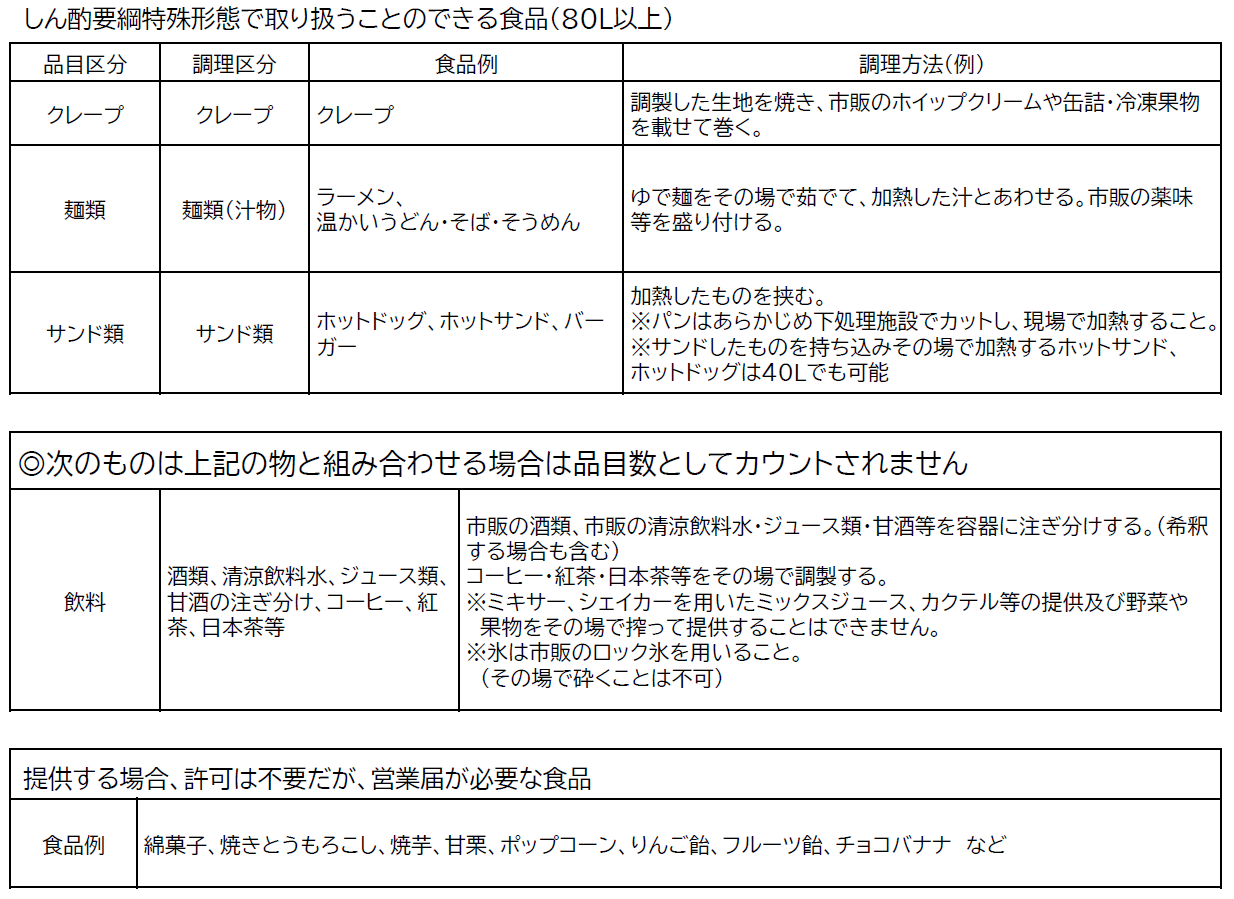 しん酌要綱特殊形態で取り扱うことのできる食品（８０Ｌ以上）
品目区分 調理区分 食品例 調理方法（例）
クレープ クレープ クレープ
調製した生地を焼き、市販のホイップクリームや缶詰・冷凍果物
を載せて巻く。
麺類 麺類（汁物）
ラーメン、
温かいうどん・そば・そうめん
ゆで麺をその場で茹でて、加熱した汁とあわせる。市販の薬味
等を盛り付ける。
サンド類 サンド類
ホットドッグ、ホットサンド、バー
ガー
加熱したものを挟む。
※パンはあらかじめ下処理施設でカットし、現場で加熱すること。
※サンドしたものを持ち込みその場で加熱するホットサンド、
ホットドッグは４０Ｌでも可能
◎次のものは上記の物と組み合わせる場合は品目数としてカウントされません
飲料
酒類、清涼飲料水、ジュース類、
甘酒の注ぎ分け、コーヒー、紅
茶、日本茶等
市販の酒類、市販の清涼飲料水・ジュース類・甘酒等を容器に注ぎ分けする。（希釈
する場合も含む）
コーヒー・紅茶・日本茶等をその場で調製する。
※ミキサー、シェイカーを用いたミックスジュース、カクテル等の提供及び野菜や
果物をその場で搾って提供することはできません。
※氷は市販のロック氷を用いること。
（その場で砕くことは不可）
提供する場合、許可は不要だが、営業届が必要な食品
食品例 綿菓子、焼きとうもろこし、焼芋、甘栗、ポップコーン、りんご飴、フルーツ飴、チョコバナナ　など